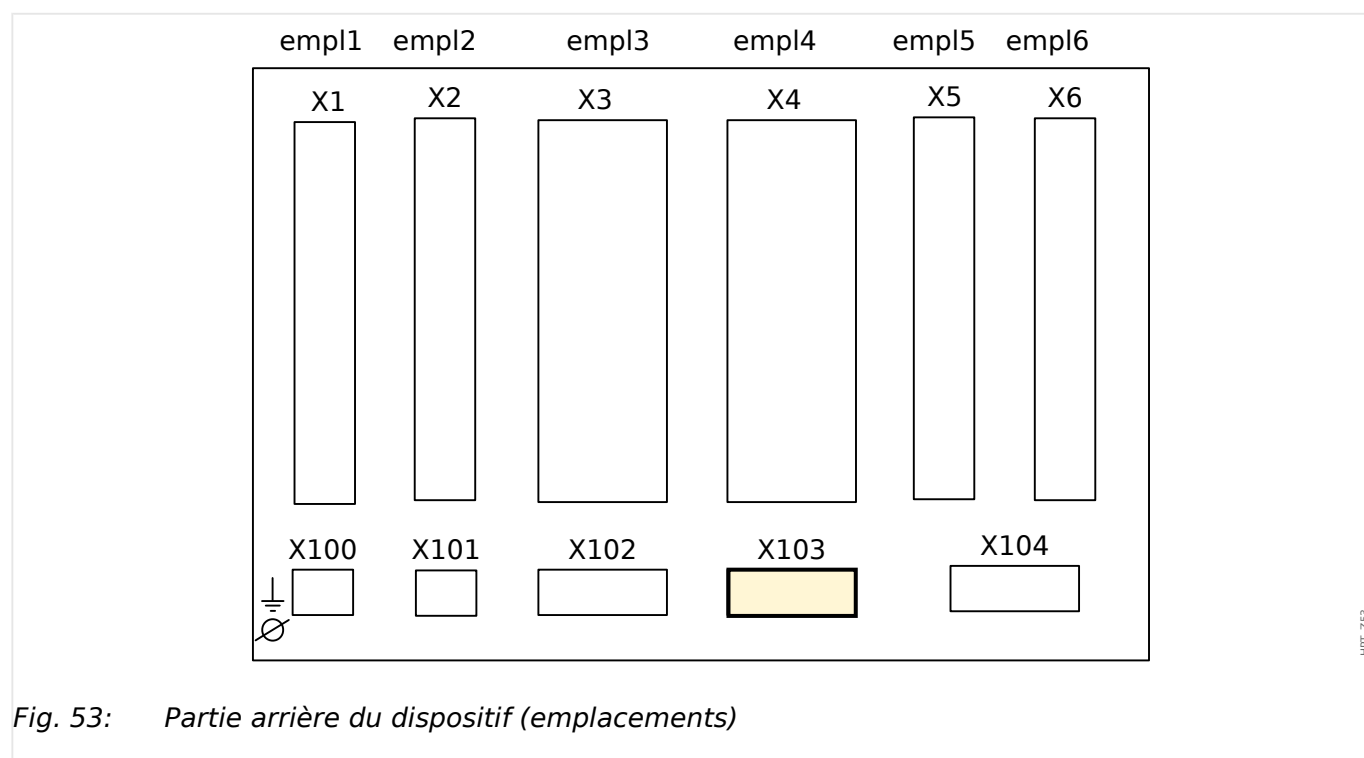 empl1 empl2 empl3 empl4 empl5 empl6
X1 X2 X3 X4 X5 X6
X100 X101 X102 X103 X104
Fig. 53: Partie arrière du dispositif (emplacements)